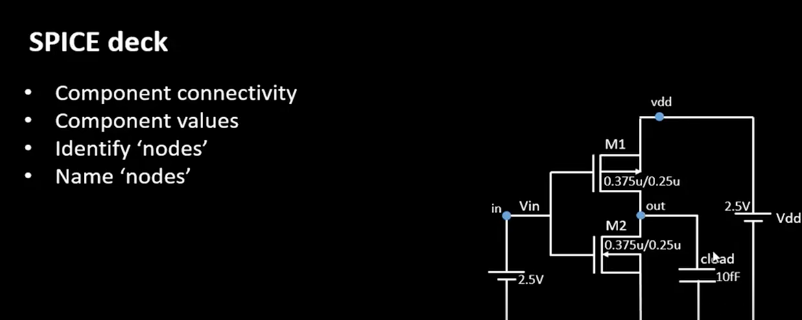 SPICE deck
• Component connectivity
• Component values
• Identify ‘nodes’
• Name ‘nodes’
vdd
M1
0.375u/0.25u
in
Vin
out
2.5V
Vdd
M2
0.375u/0.25u
cload
10fF
2.5V